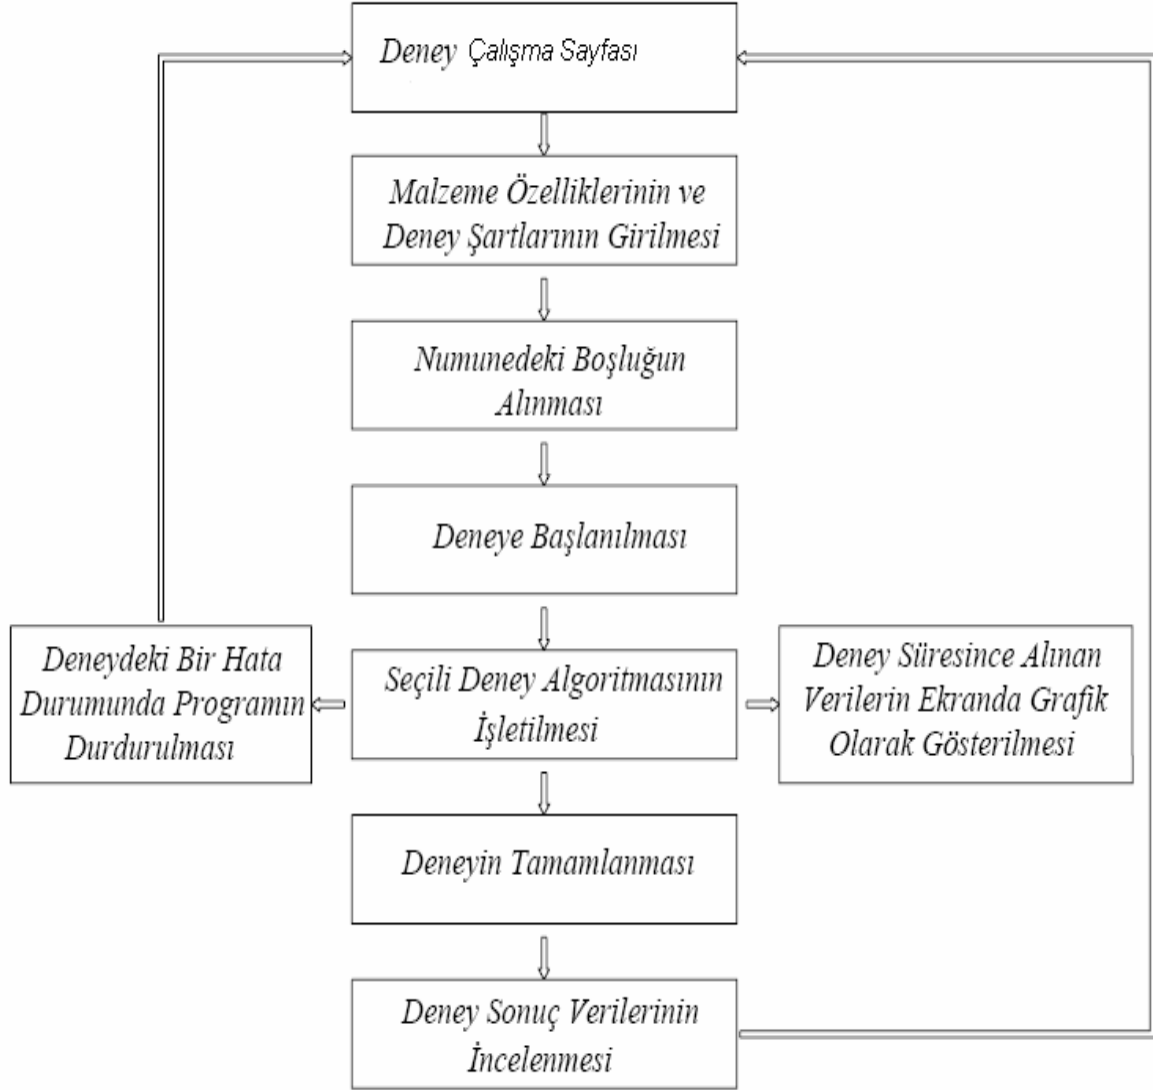 Deney Çalışma Sayfası
Malzeme Özelliklerinin ve
Deney Şartlarının Girilmesi
Numunedeki Boşluğun
Alınması
Deneye Başlanılması
Deneydeki Bir Hata
Durumunda Programın
Durdurulması
Seçili Deney Algoritmasının
İşletilmesi
Deney Süresince Alınan
Verilerin Ekranda Grafik
Olarak Gösterilmesi
Deneyin Tamamlanması
Deney Sonuç Verilerinin
İncelenmesi